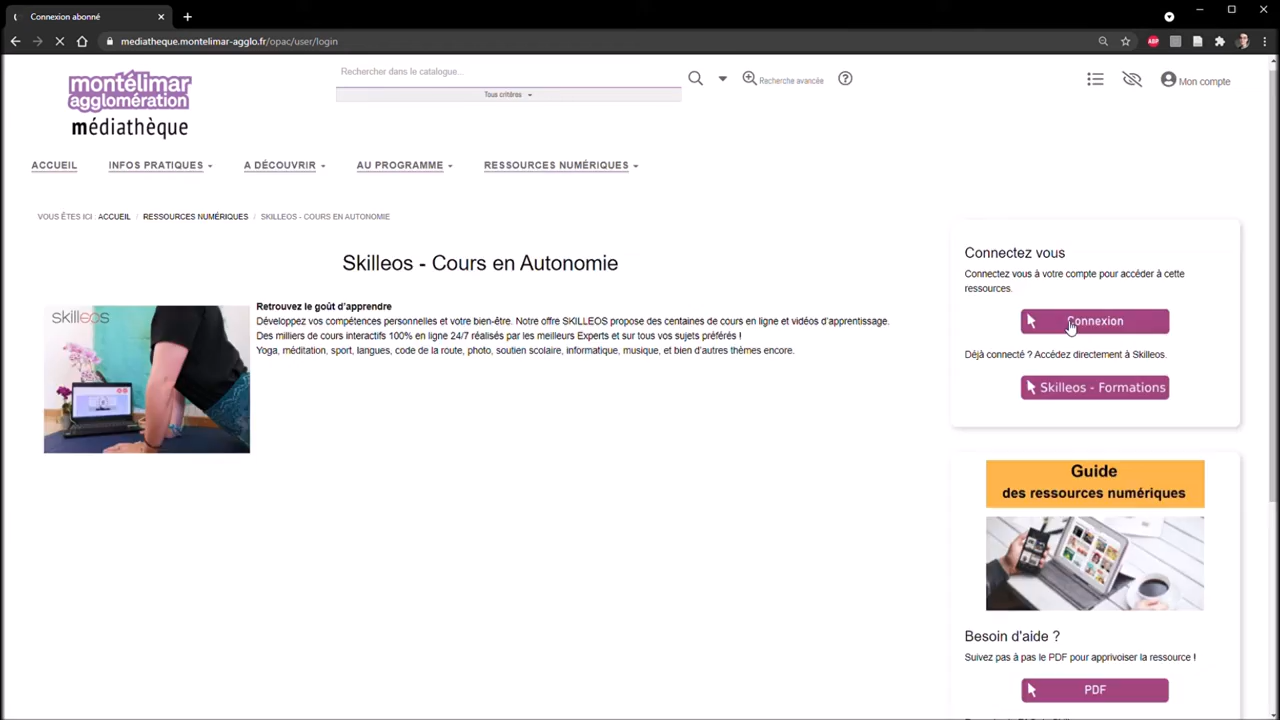 Connexion abonné
mediatheque.montelimar-agglo.fr/opac/user/login
ABP
montélimar
agglomération
médiathèque
Rechercher dans le catalogue...
Tous critères
Recherche avancée
Mon compte
ACCUEIL
INFOS PRATIQUES
A DÉCOUVRIR
AU PROGRAMME
RESSOURCES NUMÉRIQUES
VOUS ÊTES ICI : ACCUEIL / RESSOURCES NUMÉRIQUES / SKILLEOS - COURS EN AUTONOMIE
Skilleos - Cours en Autonomie
SKILLEOS
Retrouvez le goût d'apprendre
Développez vos compétences personnelles et votre bien-être. Notre offre SKILLEOS propose des centaines de cours en ligne et vidéos d'apprentissage.
Des milliers de cours interactifs 100% en ligne 24/7 réalisés par les meilleurs Experts et sur tous vos sujets préférés !
Yoga, méditation, sport, langues, code de la route, photo, soutien scolaire, informatique, musique, et bien d'autres thèmes encore.
Connectez vous
Connectez vous à votre compte pour accéder à cette
ressources.
Connexion
Déjà connecté ? Accédez directement à Skilleos.
Skilleos - Formations
Guide
des ressources numériques
Besoin d'aide ?
Suivez pas à pas le PDF pour apprivoiser la ressource !
PDF